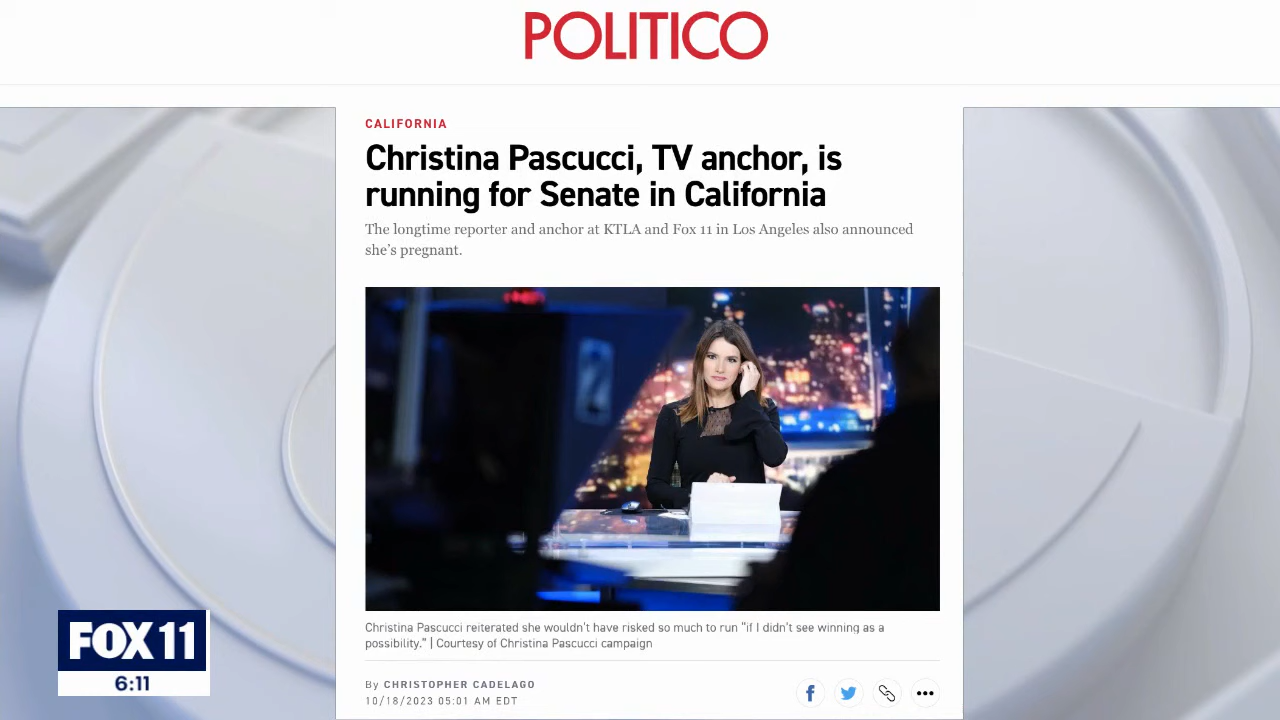 POLITICO
CALIFORNIA
Christina Pascucci, TV anchor, is
running for Senate in California
The longtime reporter and anchor at KTLA and Fox 11 in Los Angeles also announced
she's pregnant.
Christina Pascucci reiterated she wouldn't have risked so much to run “if I didn't see winning as a
possibility.” | Courtesy of Christina Pascucci campaign
By CHRISTOPHER CADELAGO
10/18/2023 05:01 AM EDT
FOX 11
6:11